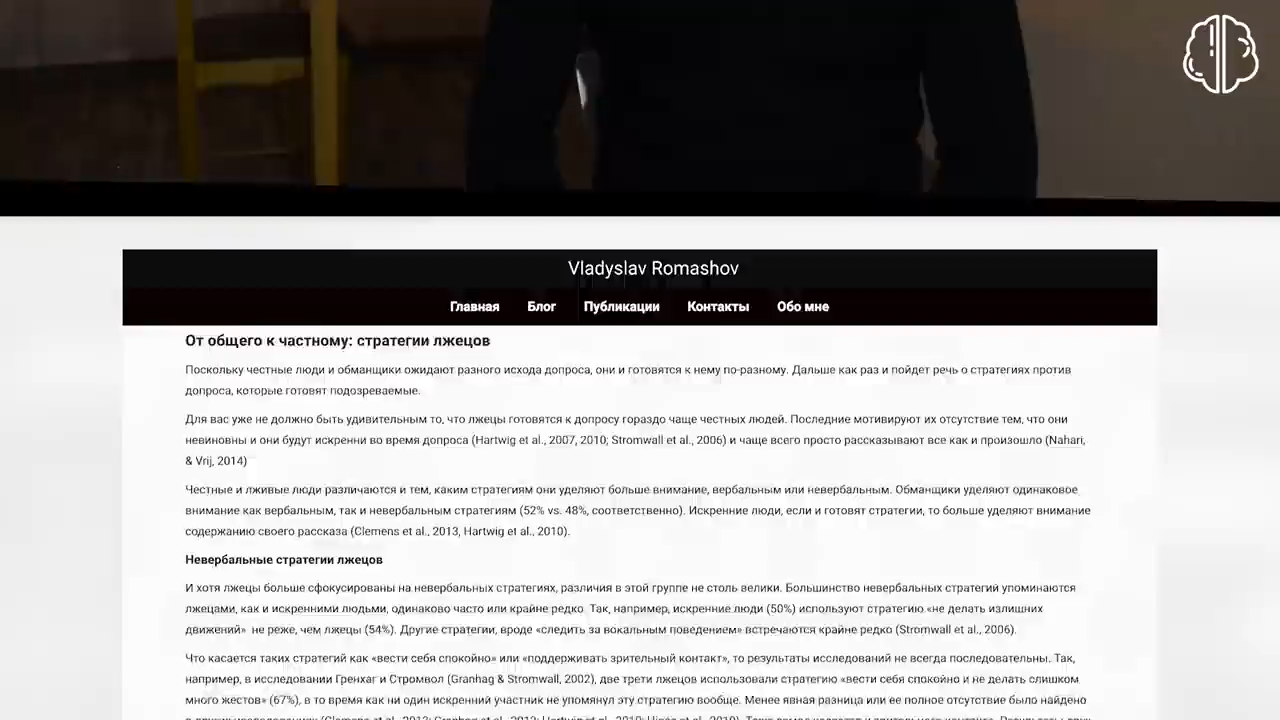 Vladyslav Romashov
Главная Блог Публикации Контакты Обо мне
От общего к частному: стратегии лжецов
Поскольку честные люди и обманщики ожидают разного исхода допроса, они и готовятся к нему по-разному. Дальше как раз и пойдет речь о стратегиях против
допроса, которые готовят подозреваемые.
Для вас уже не должно быть удивительным то, что лжецы готовятся к допросу гораздо чаще честных людей. Последние мотивируют их отсутствие тем, что они
невиновны и они будут искренни во время допроса (Hartwig et al., 2007, 2010; Stromwall et al., 2006) и чаще всего просто рассказывают все как и произошло (Nahari,
& Vrij, 2014)
Честные и лживые люди различаются и тем, каким стратегиям они уделяют больше внимание, вербальным или невербальным. Обманщики уделяют одинаковое
внимание как вербальным, так и невербальным стратегиям (52% vs. 48%, соответственно). Искренние люди, если и готовят стратегии, то больше уделяют внимание
содержанию своего рассказа (Clemens et al., 2013, Hartwig et al., 2010).
Невербальные стратегии лжецов
И хотя лжецы больше сфокусированы на невербальных стратегиях, различия в этой группе не столь велики. Большинство невербальных стратегий упоминаются
лжецами, как и искренними людьми, одинаково часто или крайне редко. Так, например, искренние люди (50%) используют стратегию «не делать излишних
движений» не реже, чем лжецы (54%). Другие стратегии, вроде «следить за вокальным поведением» встречаются крайне редко (Stromwall et al., 2006).
Что касается таких стратегий как «вести себя спокойно» или «поддерживать зрительный контакт», то результаты исследований не всегда последовательны. Так,
например, в исследовании Гренхаг и Стромвол (Granhag & Stromwall, 2002), две трети лжецов использовали стратегию «вести себя спокойно и не делать слишком
много жестов» (67%), в то время как ни один искренний участник не упомянул эту стратегию вообще. Менее явная разница или ее полное отсутствие было найдено